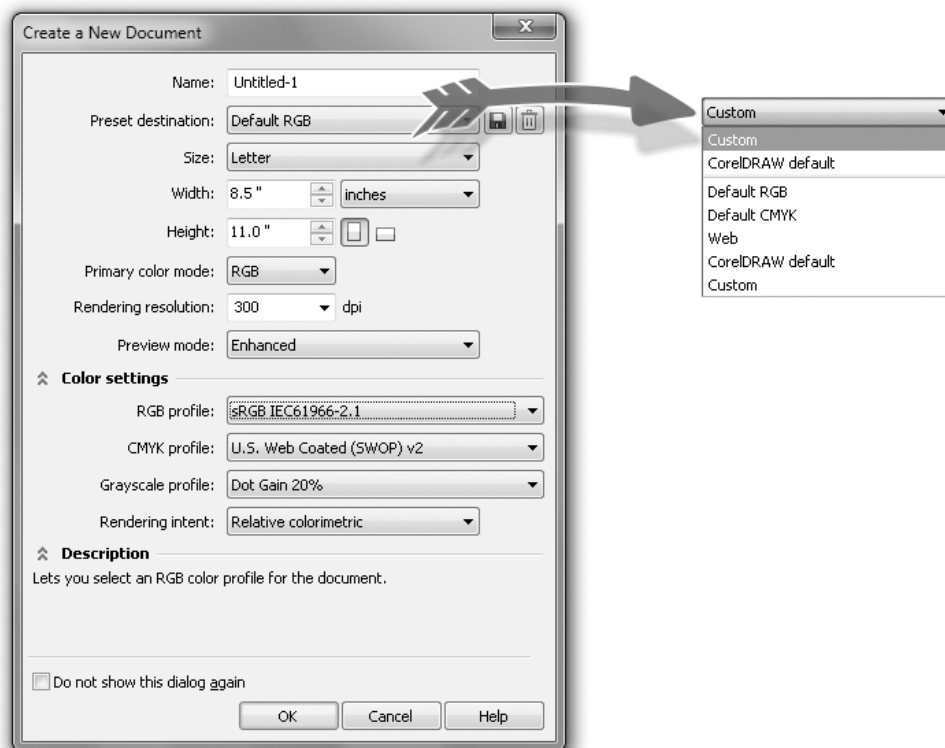 Create a New Document
Name: Untitled-1
Preset destination: Default RGB
Size: Letter
Width: 8.5 " inches
Height: 11.0 "
Primary color mode: RGB
Rendering resolution: 300 dpi
Preview mode: Enhanced
Color settings
RGB profile: sRGB IEC61966-2.1
CMYK profile: U.S. Web Coated (SWOP) v2
Grayscale profile: Dot Gain 20%
Rendering intent: Relative colorimetric
Description
Lets you select an RGB color profile for the document.
Do not show this dialog again
OK Cancel Help
Custom
Custom
CorelDRAW default
Default RGB
Default CMYK
Web
CorelDRAW default
Custom